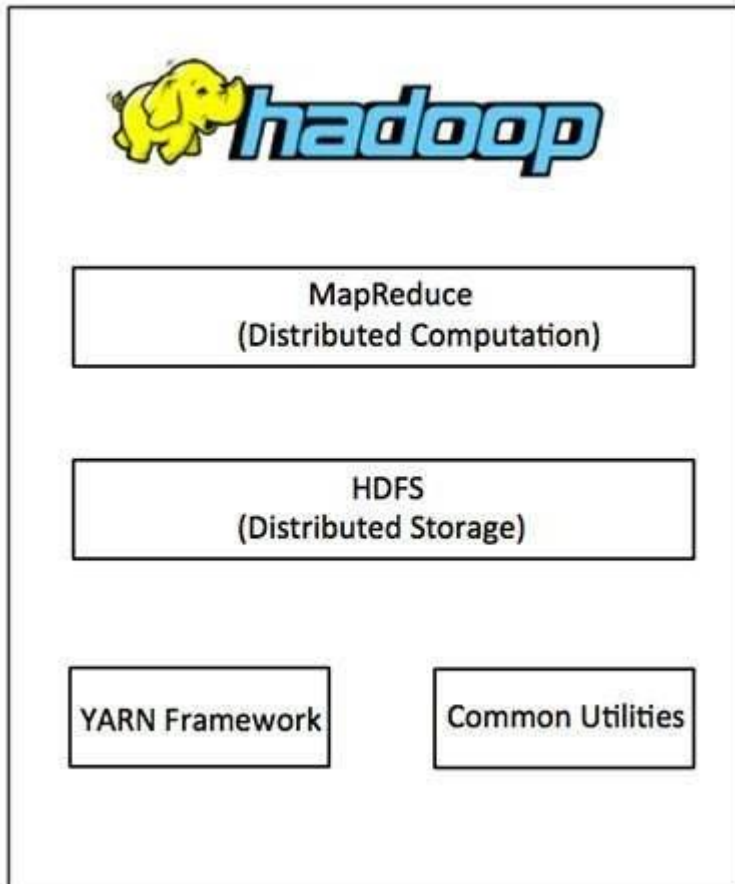 hadoop
MapReduce
(Distributed Computation)
HDFS
(Distributed Storage)
YARN Framework
Common Utilities